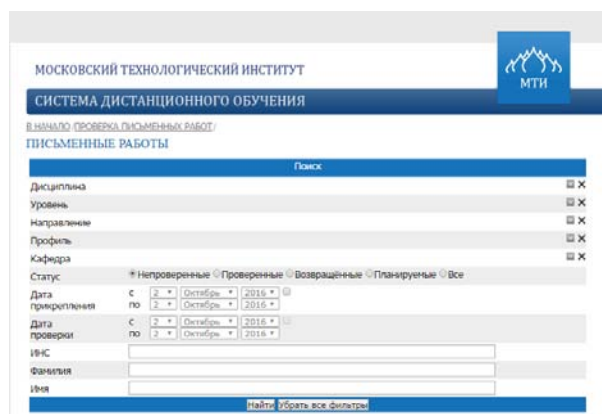 МОСКОВСКИЙ ТЕХНОЛОГИЧЕСКИЙ ИНСТИТУТ
МТИ
СИСТЕМА ДИСТАНЦИОННОГО ОБУЧЕНИЯ
В НАЧАЛО/ПРОВЕРКА ПИСЬМЕННЫХ РАБОТ/
ПИСЬМЕННЫЕ РАБОТЫ
Поиск
Дисциплина
Уровень
Направление
Профиль
Кафедра
Статус Непроверенные Проверенные Возвращённые Планируемые Все
Дата прикрепления
с 2 Октябрь 2016
по 2 Октябрь 2016
Дата проверки
с 2 Октябрь 2016
по 2 Октябрь 2016
ИНС
Фамилия
Имя
Найти Убрать все фильтры